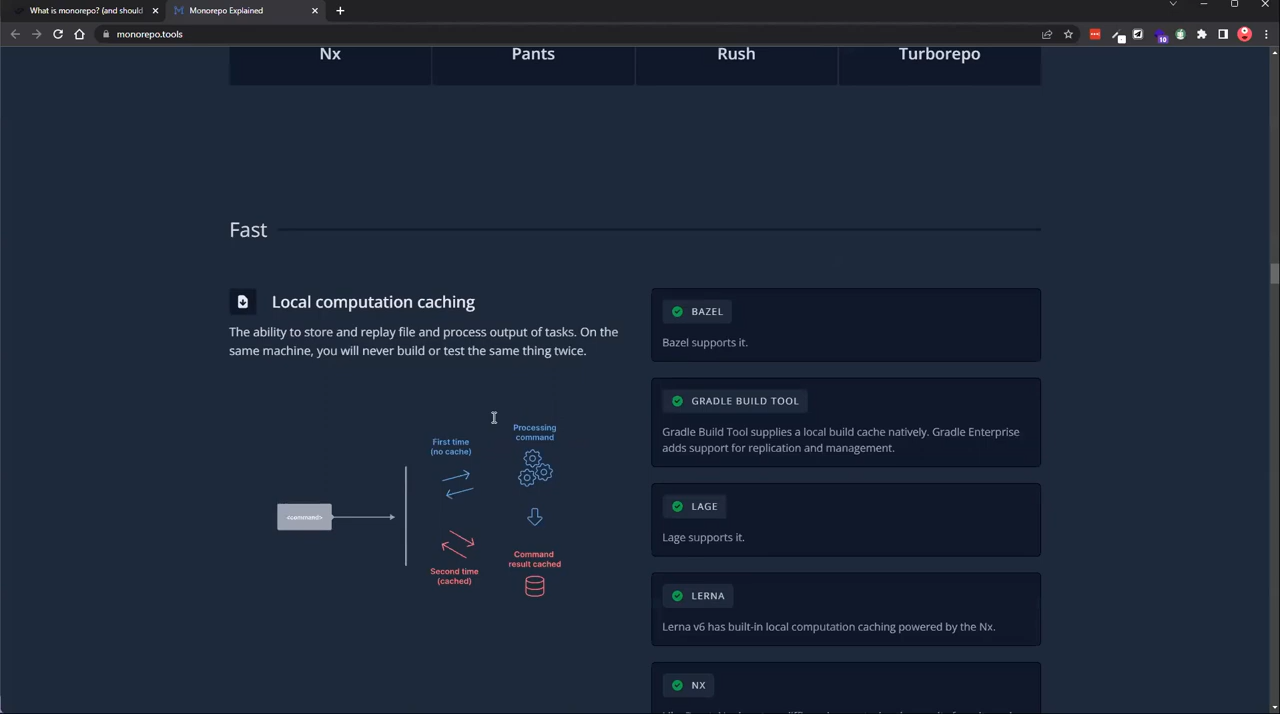 What is monorepo? (and should
Monorepo Explained
monorepo.tools
10
Nx
Pants
Rush
Turborepo
Fast
Local computation caching
The ability to store and replay file and process output of tasks. On the
same machine, you will never build or test the same thing twice.
First time
(no cache)
Processing
command
<command>
Second time
(cached)
Command
result cached
BAZEL
Bazel supports it.
GRADLE BUILD TOOL
Gradle Build Tool supplies a local build cache natively. Gradle Enterprise
adds support for replication and management.
LAGE
Lage supports it.
LERNA
Lerna v6 has built-in local computation caching powered by the Nx.
NX